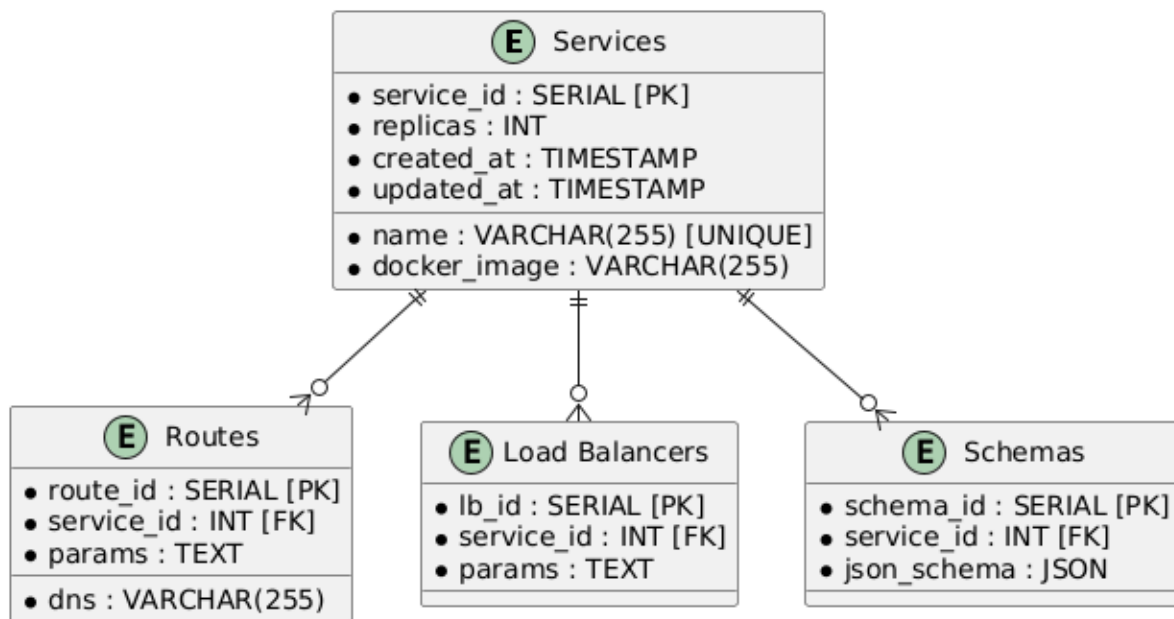 E Services
service_id : SERIAL [PK]
replicas : INT
created_at : TIMESTAMP
updated_at : TIMESTAMP
name : VARCHAR(255) [UNIQUE]
docker_image : VARCHAR(255)
E Routes
route_id : SERIAL [PK]
service_id : INT [FK]
params : TEXT
dns : VARCHAR(255)
E Load Balancers
lb_id : SERIAL [PK]
service_id : INT [FK]
params : TEXT
E Schemas
schema_id : SERIAL [PK]
service_id : INT [FK]
json_schema : JSON